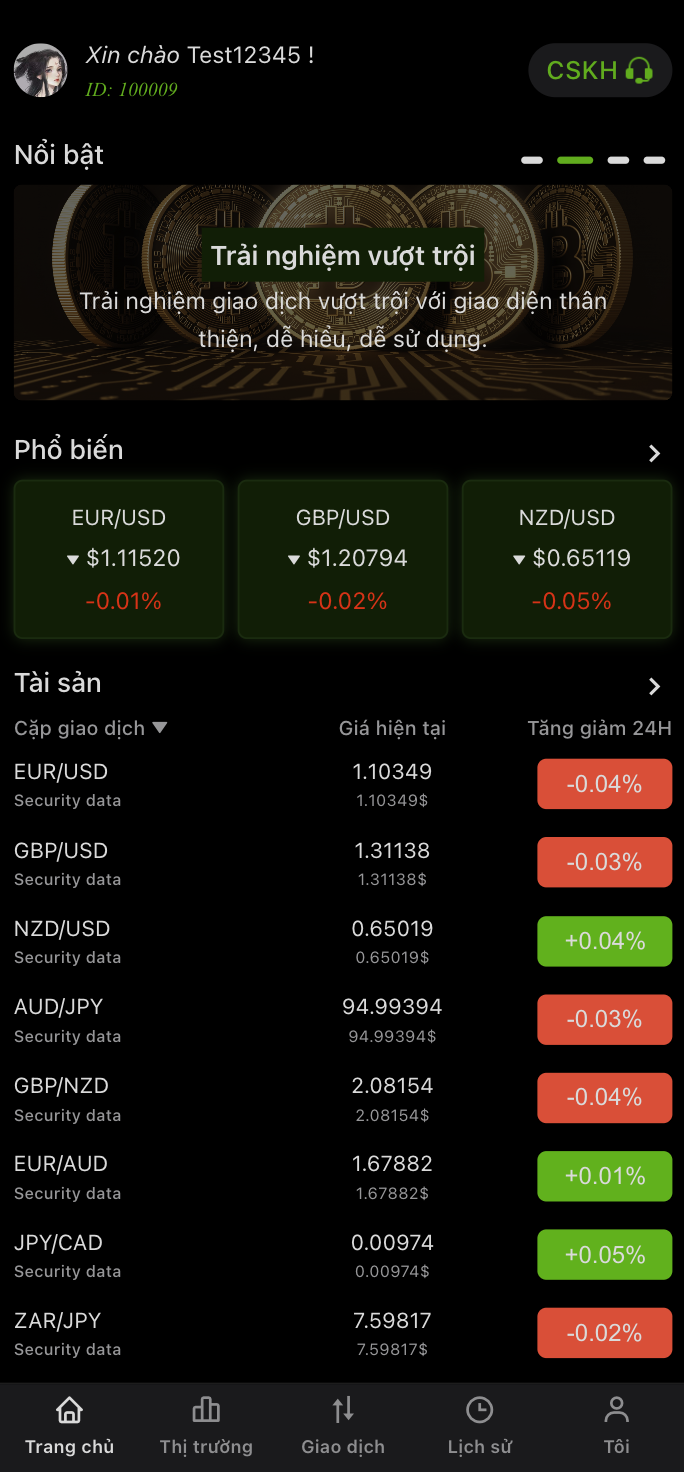 Xin chào Test12345 !
ID: 100009
CSKH
Nổi bật
Trải nghiệm vượt trội
Trải nghiệm giao dịch vượt trội với giao diện thân
thiện, dễ hiểu, dễ sử dụng.
Phổ biến
EUR/USD GBP/USD NZD/USD
$1.11520 $1.20794 $0.65119
-0.01% -0.02% -0.05%
Tài sản
Cặp giao dịch Giá hiện tại Tăng giảm 24H
EUR/USD 1.10349 -0.04%
Security data 1.10349$
GBP/USD 1.31138 -0.03%
Security data 1.31138$
NZD/USD 0.65019 +0.04%
Security data 0.65019$
AUD/JPY 94.99394 -0.03%
Security data 94.99394$
GBP/NZD 2.08154 -0.04%
Security data 2.08154$
EUR/AUD 1.67882 +0.01%
Security data 1.67882$
JPY/CAD 0.00974 +0.05%
Security data 0.00974$
ZAR/JPY 7.59817 -0.02%
Security data 7.59817$
Trang chủ Thị trường Giao dịch Lịch sử Tôi